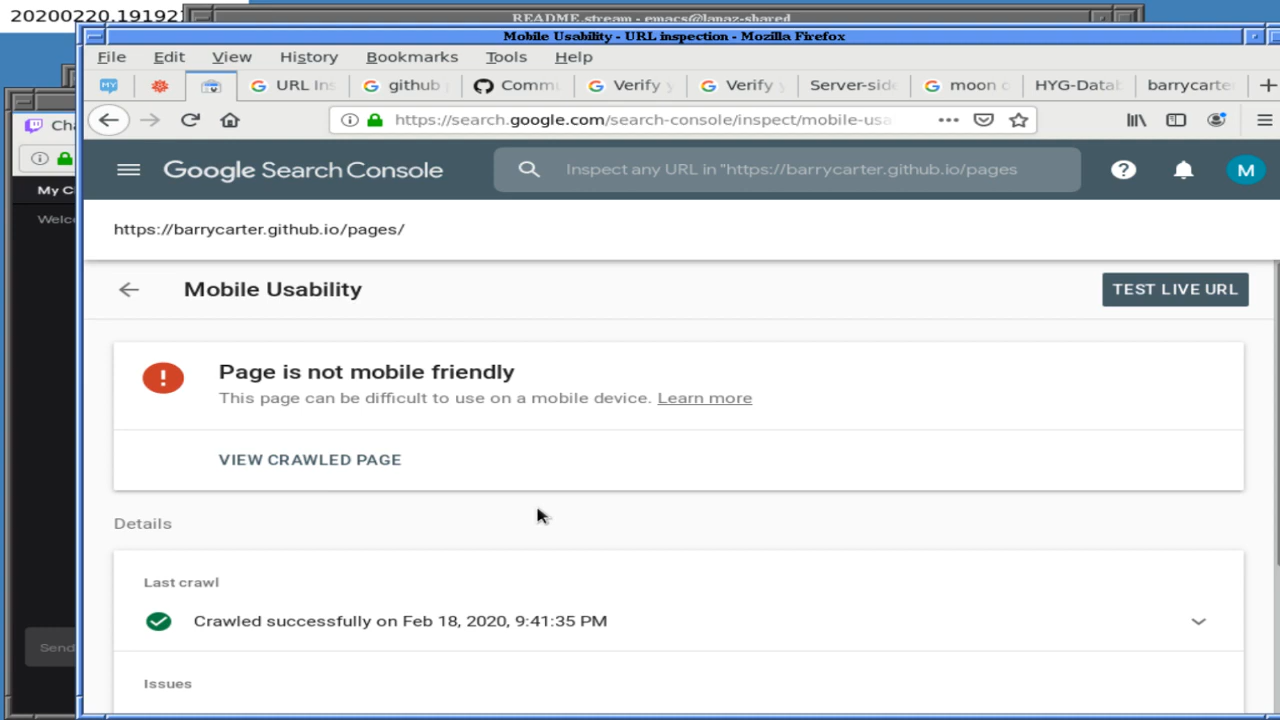 20200220.19192
README.stream - emacs@lanaz-shared
Mobile Usability - URL inspection - Mozilla Firefox
File Edit View History Bookmarks Tools Help
URL Ins github Commu Verify y Verify y Server-side moon o HYG-Datab barrycarte
https://search.google.com/search-console/inspect/mobile-usa
Cha
My C
Welco
Send
Google Search Console
Inspect any URL in "https://barrycarter.github.io/pages
M
https://barrycarter.github.io/pages/
Mobile Usability
TEST LIVE URL
Page is not mobile friendly
This page can be difficult to use on a mobile device. Learn more
VIEW CRAWLED PAGE
Details
Last crawl
Crawled successfully on Feb 18, 2020, 9:41:35 PM
Issues